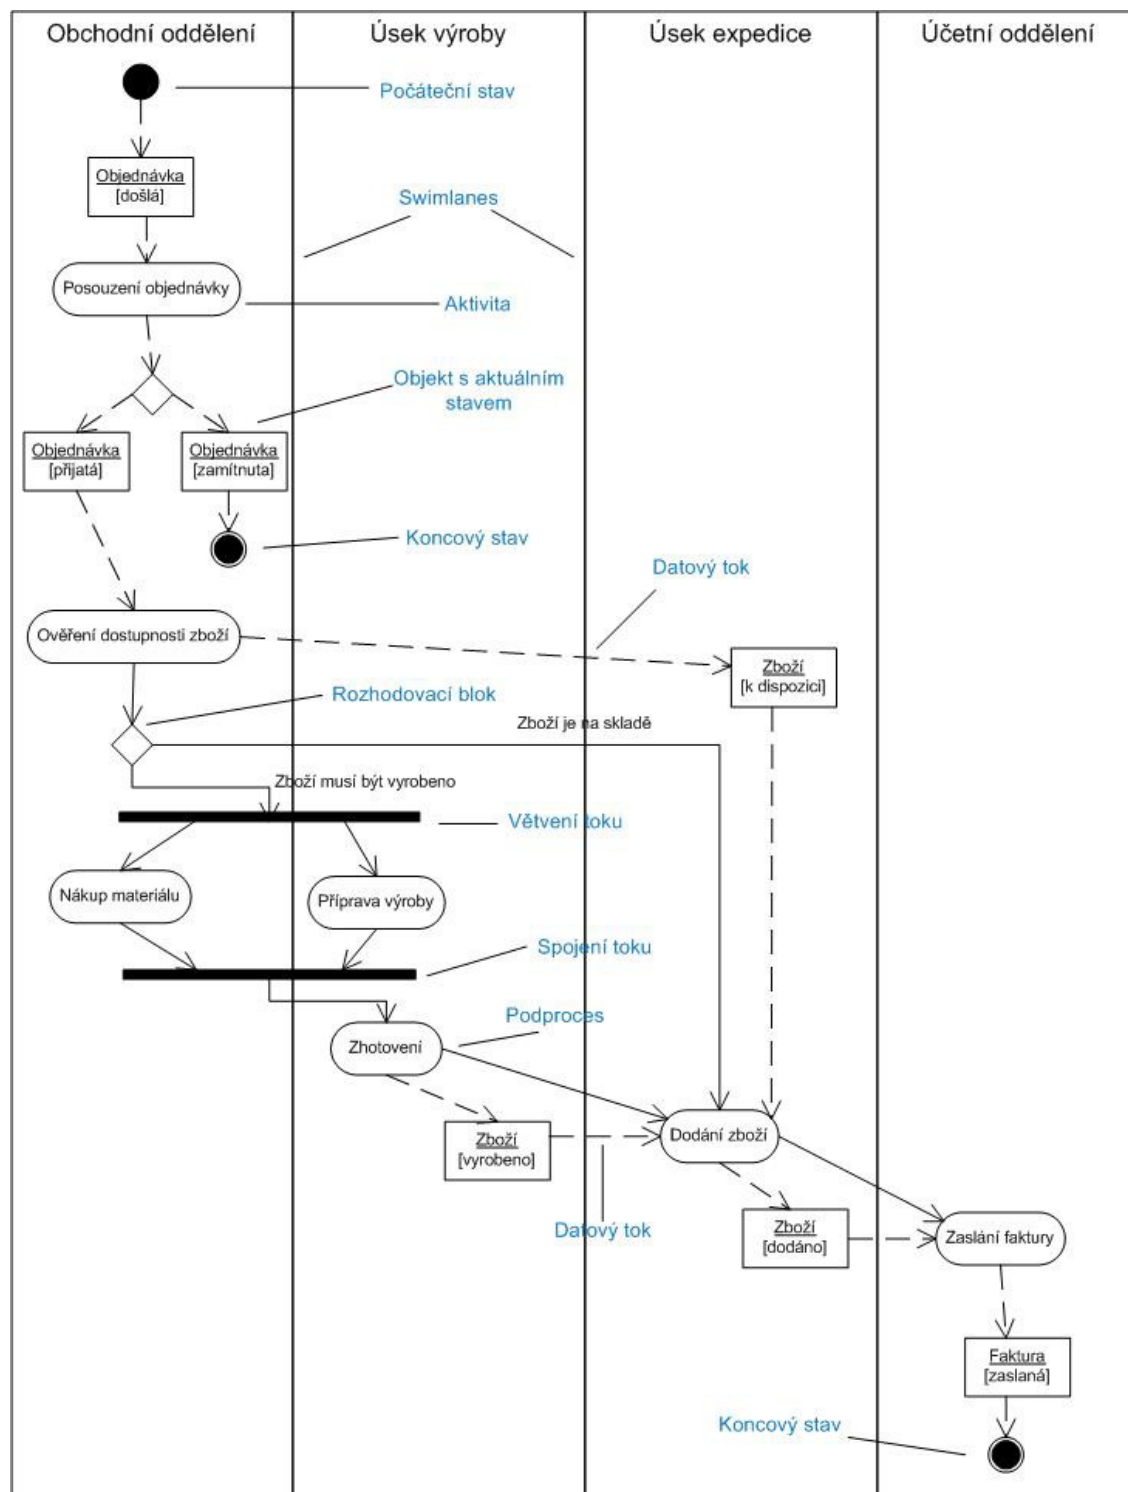 Obchodní oddělení
Úsek výroby
Úsek expedice
Účetní oddělení
Počáteční stav
Objednávka
[došlá]
Swimlanes
Posouzení objednávky
Aktivita
Objekt s aktuálním
stavem
Objednávka
[přijatá]
Objednávka
[zamítnuta]
Koncový stav
Datový tok
Ověření dostupnosti zboží
Zboží
[k dispozici]
Rozhodovací blok
Zboží je na skladě
Zboží musí být vyrobeno
Větvení toku
Nákup materiálu
Příprava výroby
Spojení toku
Podproces
Zhotovení
Dodání zboží
Zboží
[vyrobeno]
Datový tok
Zboží
[dodáno]
Zaslání faktury
Faktura
[zaslaná]
Koncový stav